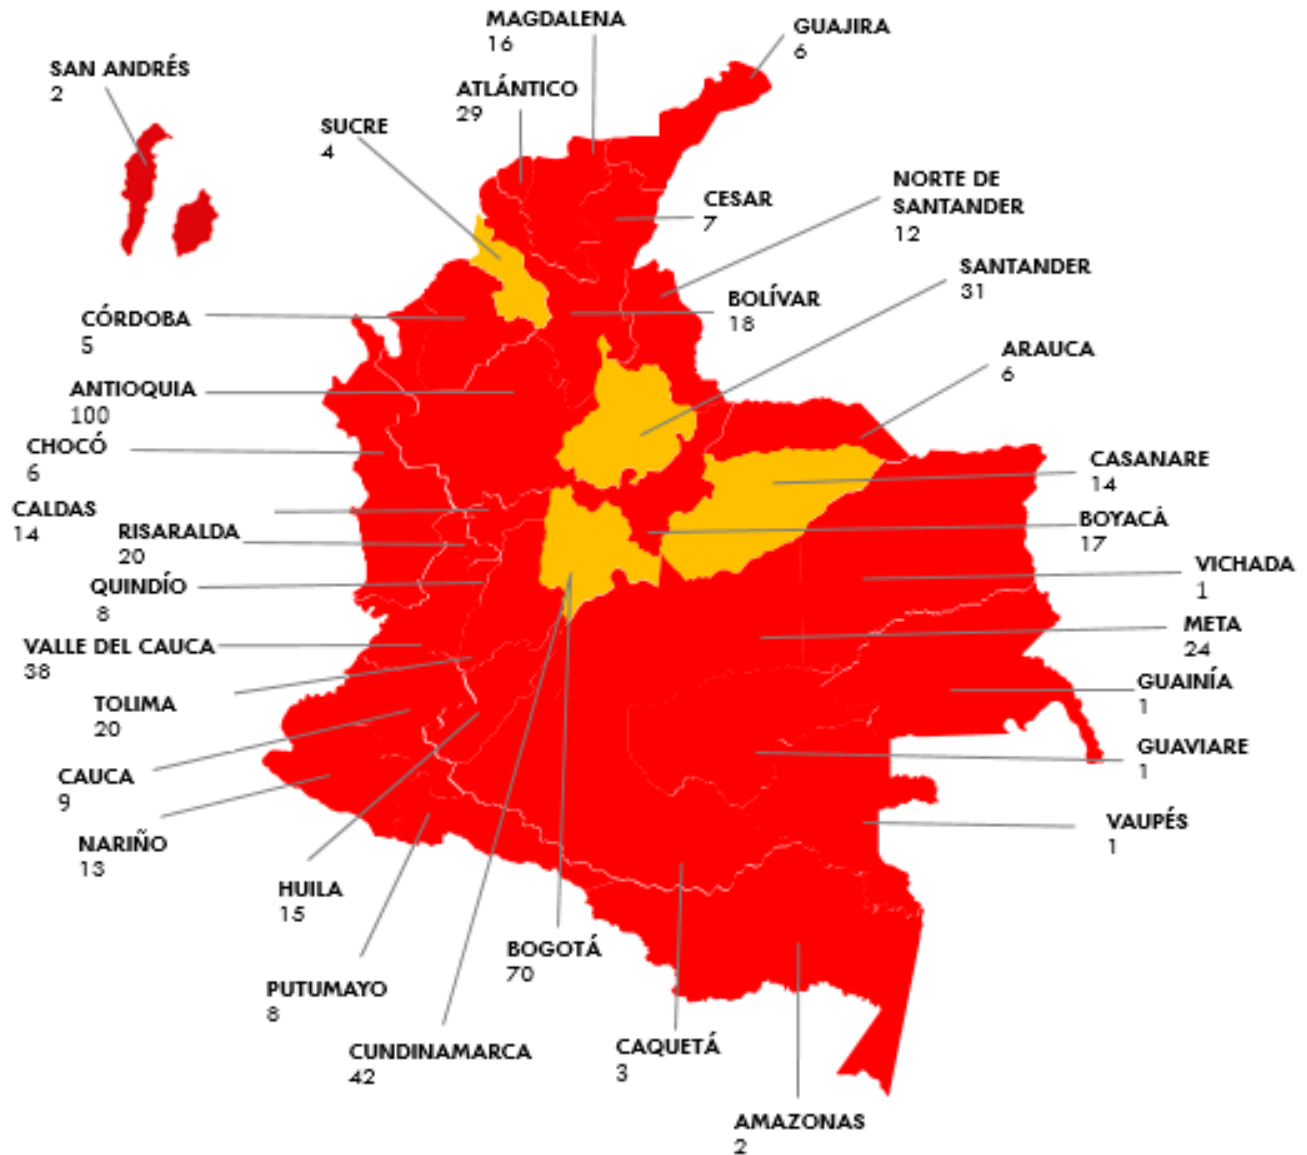 MAGDALENA
16
GUAJIRA
6
SAN ANDRÉS
2
ATLÁNTICO
29
SUCRE
4
NORTE DE
SANTANDER
12
CESAR
7
SANTANDER
31
BOLÍVAR
18
CÓRDOBA
5
ARAUCA
6
ANTIOQUIA
100
CHOCÓ
6
CASANARE
14
CALDAS
14
RISARALDA
20
BOYACÁ
17
QUINDÍO
8
VICHADA
1
VALLE DEL CAUCA
38
META
24
TOLIMA
20
GUAINÍA
1
CAUCA
9
GUAVIARE
1
NARIÑO
13
VAUPÉS
1
HUILA
15
BOGOTÁ
70
PUTUMAYO
8
CUNDINAMARCA
42
CAQUETÁ
3
AMAZONAS
2